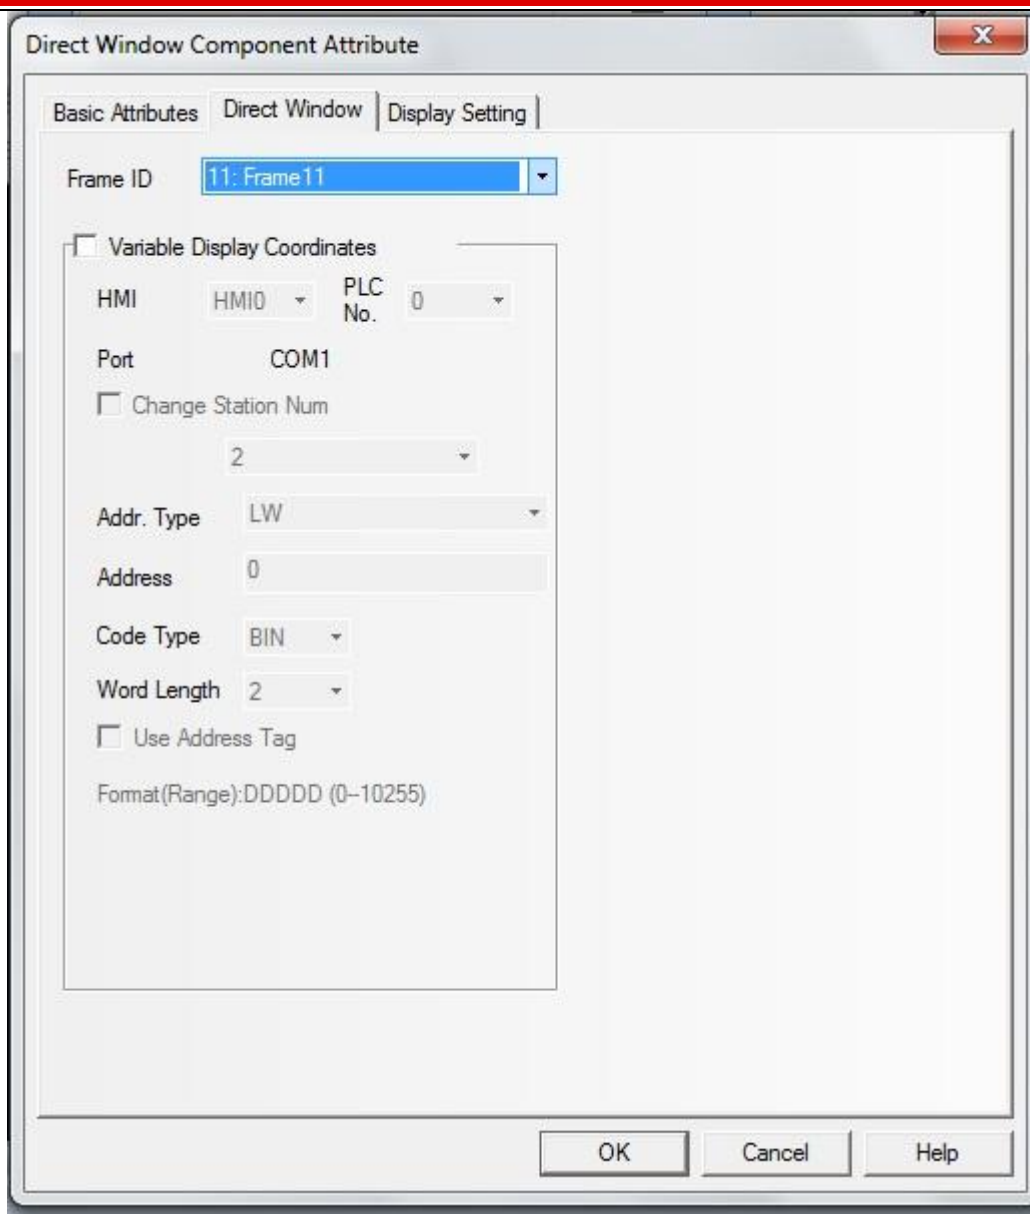 Direct Window Component Attribute
Basic Attributes Direct Window Display Setting
Frame ID 11: Frame11
Variable Display Coordinates
HMI HMI0 PLC No. 0
Port COM1
Change Station Num
2
Addr. Type LW
Address 0
Code Type BIN
Word Length 2
Use Address Tag
Format(Range):DDDDD (0--10255)
OK Cancel Help